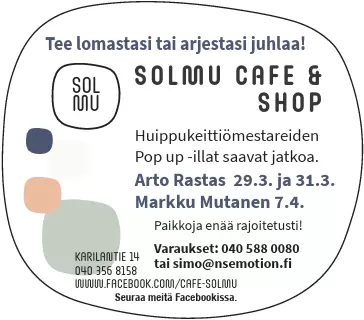 Tee lomastasi tai arjestasi juhlaa!
SOL
MU
SOLMU CAFE &
SHOP
Huippukeittiömestareiden
Pop up -illat saavat jatkoa.
Arto Rastas 29.3. ja 31.3.
Markku Mutanen 7.4.
Paikkoja enää rajoitetusti!
Varaukset: 040 588 0080
tai simo@nsemotion.fi
KARILANTIE 14
040 356 8158
WWW.FACEBOOK.COM/CAFE-SOLMU
Seuraa meitä Facebookissa.